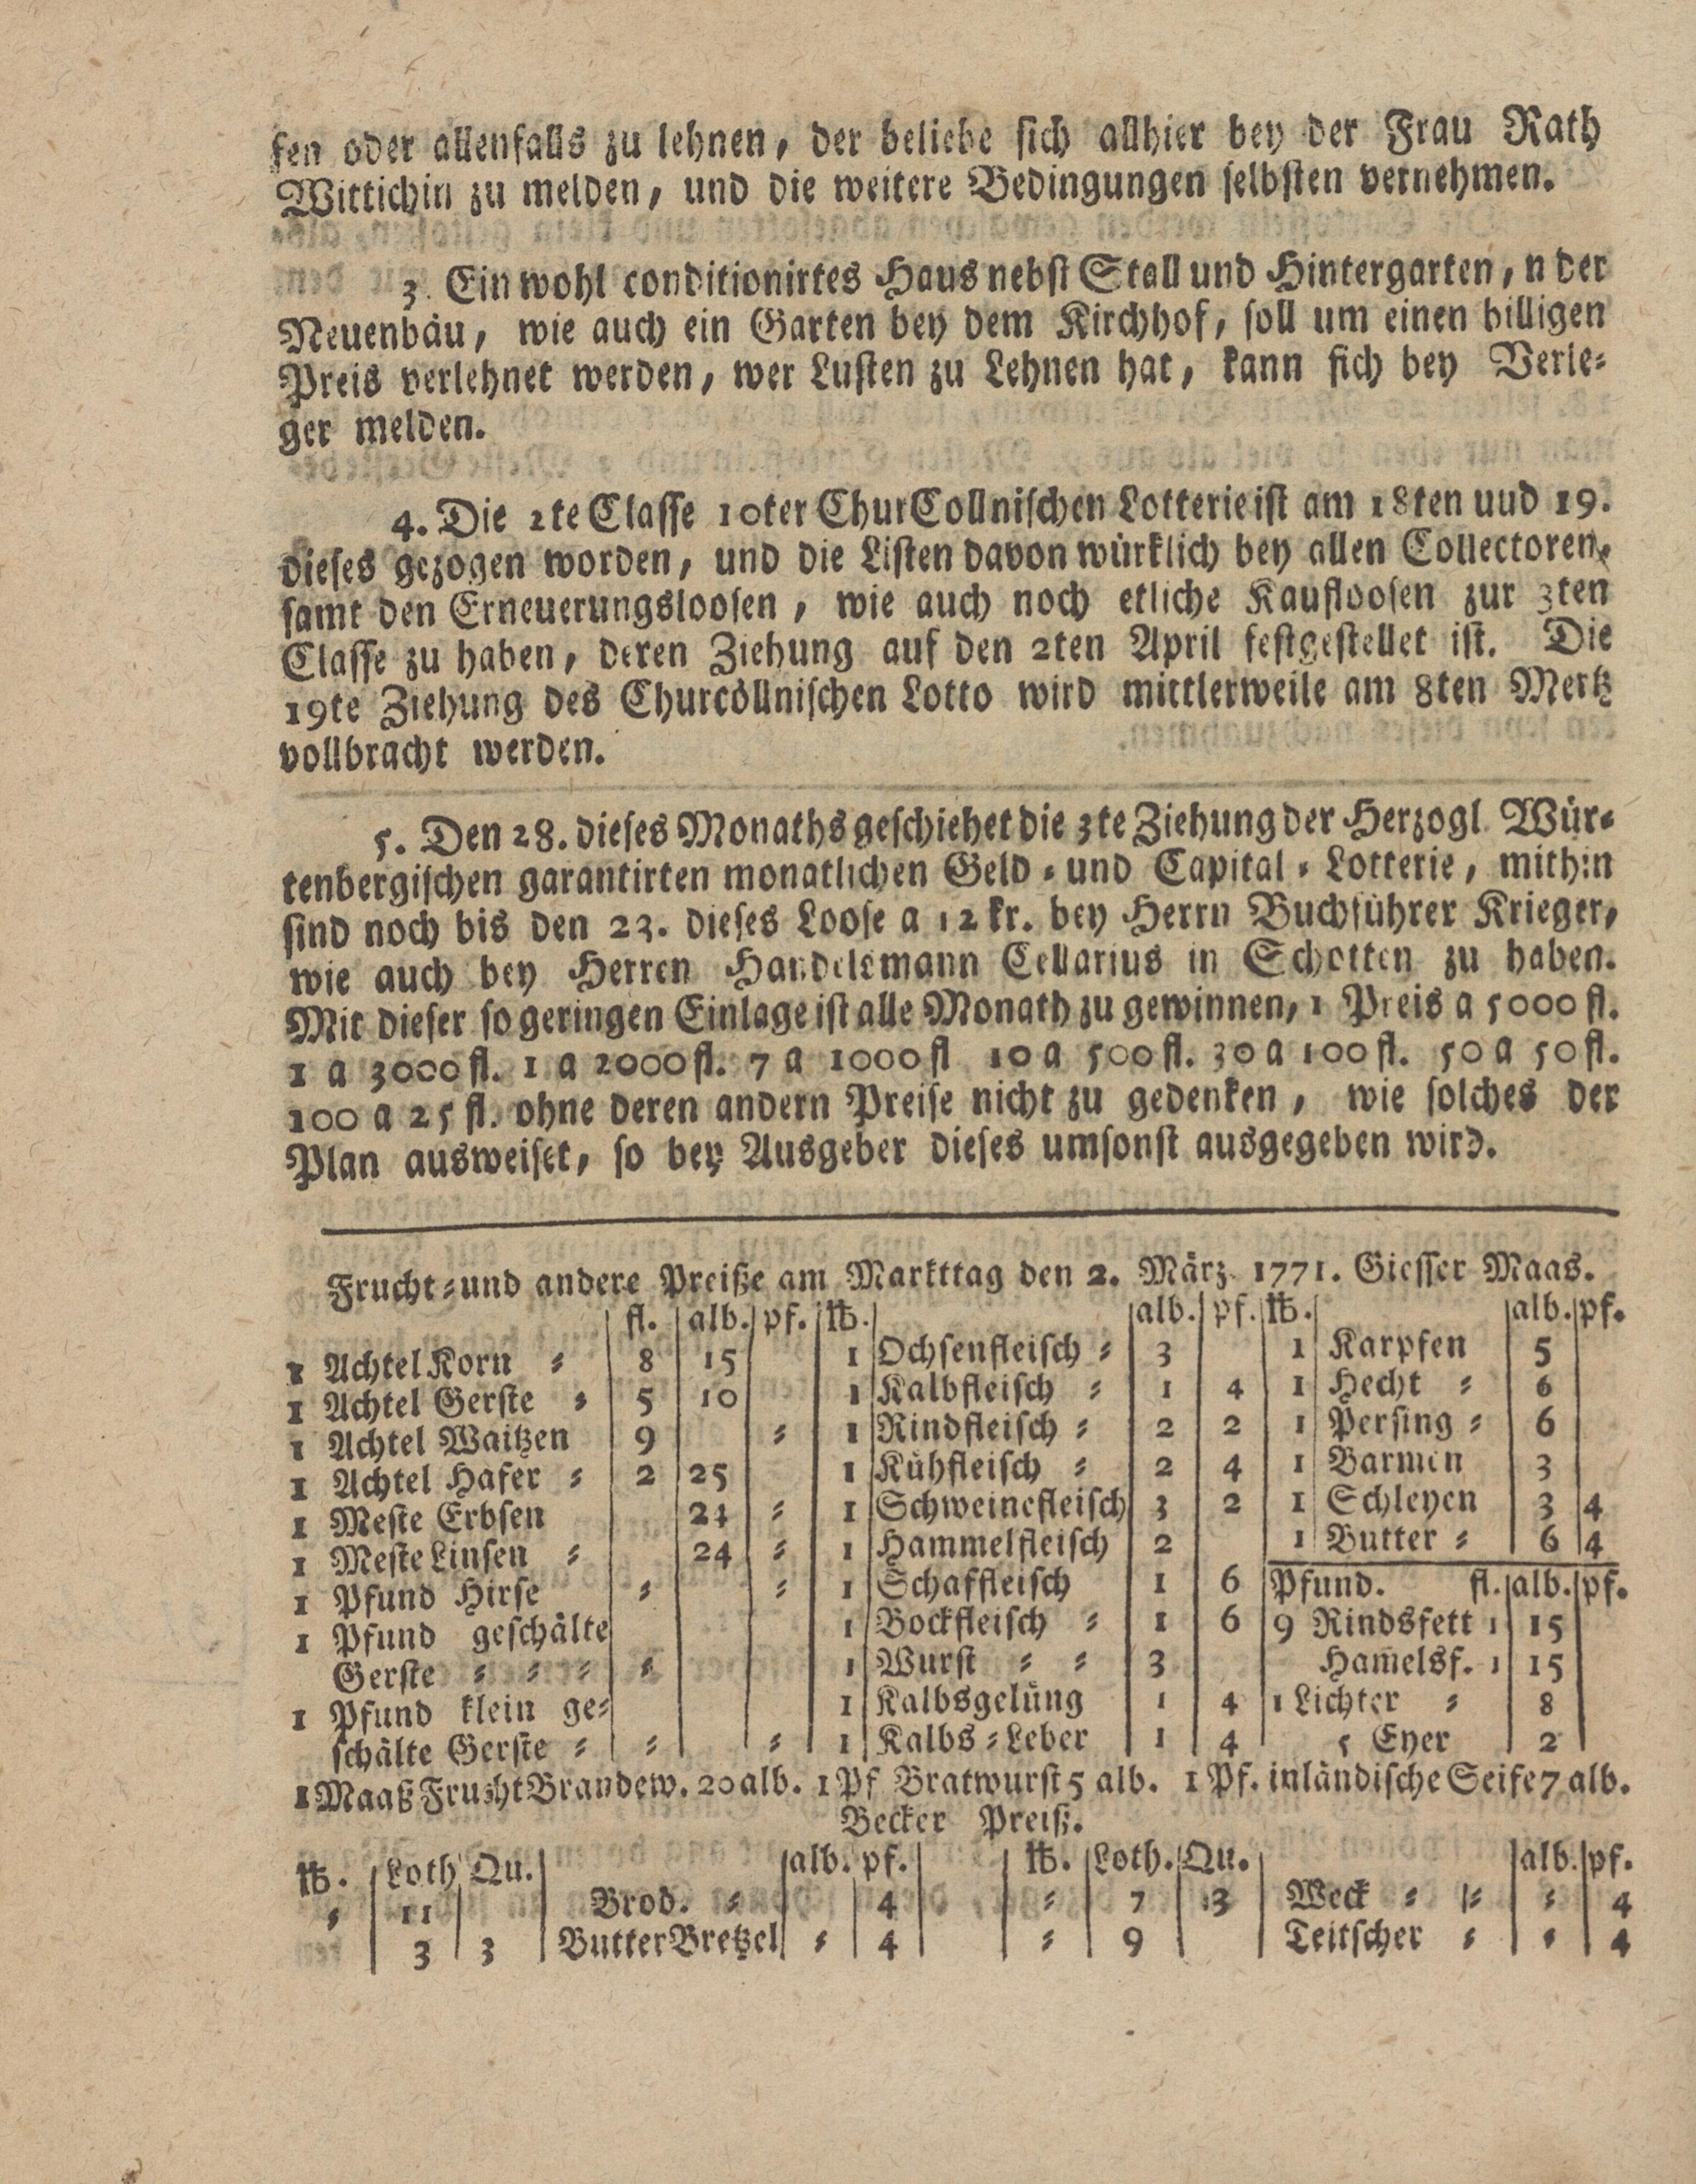 fen oder allenfalls zu lehnen, der beliebe sich allhier bey der Frau Rath
Wittichin zu melden, und die weitere Bedingungen selbsten vernehmen.
3. Ein wohl conditionirtes Haus nebst Stall und Hintergarten, n der
Neuenbäu, wie auch ein Garten bey dem Kirchhof, soll um einen billigen
Preis verlehnet werden, wer Lusten zu Lehnen hat, kann sich bey Verle⸗
ger melden.
4. Die 2te Classe 10ter ChurCollnischen Lotterie ist am 18ten uud 19.
dieses gezogen worden, und die Listen davon würklich bey allen Collectoren,
samt den Erneuerungsloosen, wie auch noch etliche Kaufloosen zur 3ten
Classe zu haben, deren Ziehung auf den 2ten April festgestellet ist. Die
19te Ziehung des Churcöllnischen Lotto wird mittlerweile am 8ten Mertz
vollbracht werden.
5. Den 28. dieses Monaths geschiehet die 3te Ziehung der Herzogl. Wür⸗
tenbergischen garantirten monatlichen Geld⸗ und Capital⸗Lotterie, mithin
sind noch bis den 23. dieses Loose a 12 kr. bey Herrn Buchführer Krieger,
wie auch bey Herren Handelsmann Cellarius in Schotten zu haben.
Mit dieser so geringen Einlage ist alle Monath zu gewinnen, 1 Preis a 5000 fl.
1 a 3000 fl. 1 a 2000 fl. 7 a 1000 fl 10 a 500 fl. 30 a 100 fl. 50 a 50 fl.
100 a 25 fl. ohne deren andern Preise nicht zu gedenken, wie solches der
Plan ausweiset, so bey Ausgeber dieses umsonst ausgegeben wird.
Frucht⸗und andere Preiße am Markttag den 2. März 1771. Giesser Maas.
fl. alb. pf. ℔. alb. pf. ℔. alb. pf.
1 Achtel Korn ⸗ 8 15 1 Ochsenfleisch ⸗ 3 1 Karpfen 5
1 Achtel Gerste ⸗ 5 10 1 Kalbfleisch ⸗ 1 4 1 Hecht ⸗ 6
1 Achtel Waitzen 9 ⸗ 1 Rindfleisch ⸗ 2 2 1 Persing ⸗ 6
1 Achtel Hafer ⸗ 2 25 1 Kühfleisch ⸗ 2 4 1 Barmen 3
1 Meste Erbsen 24 ⸗ 1 Schweinefleisch 3 2 1 Schleyen 3 4
1 Meste Linsen ⸗ 24 ⸗ 1 Hammelfleisch 2 1 Butter ⸗ 6 4
1 Pfund Hirse ⸗ ⸗ 1 Schaffleisch 1 6 Pfund. fl. alb. pf.
1 Pfund geschälte 1 Bockfleisch ⸗ 1 6 9 Rindsfett 1 15
Gerste ⸗ ⸗ ⸗ ⸗ 1 Wurst ⸗ ⸗ 3 Ham̅elsf. 1 15
1 Pfund klein ge⸗ 1 Kalbsgelüng 1 4 1 Lichter ⸗ 8
schälte Gerste ⸗ ⸗ ⸗ 1 Kalbs⸗Leber 1 4 5 Eyer 2
1 Maaß Frucht Brandew. 20 alb. 1 Pf Bratwurst 5 alb. 1 Pf. inländische Seife 7 alb.
Becker Preiß.
℔. Loth Qu. alb. pf. ℔. Loth. Qu. alb. pf.
⸗ 11 Brod. ⸗ 4 ⸗ 7 3 Weck ⸗ ⸗ ⸗ 4
3 3 Butter Bretzel ⸗ 4 ⸗ 9 Teitscher ⸗ ⸗ 4